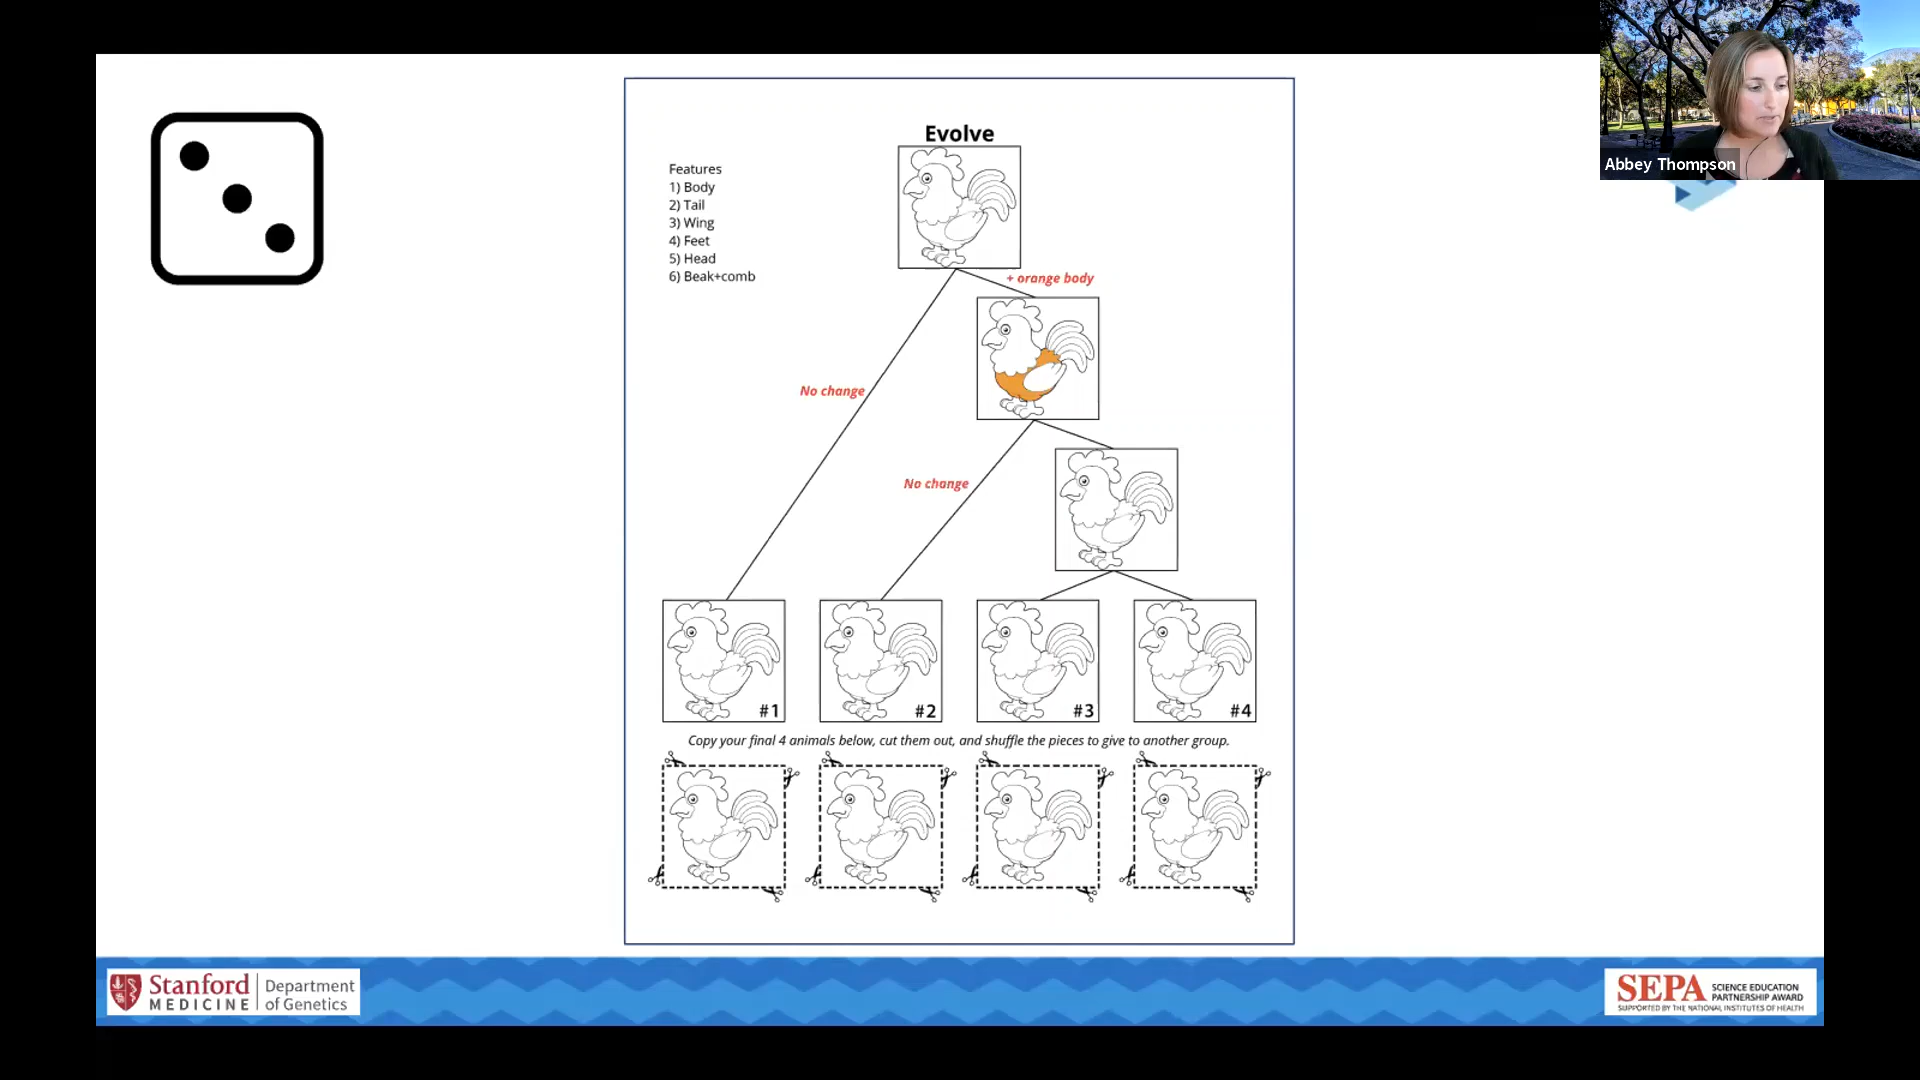 Evolve
Features
1) Body
2) Tail
3) Wing
4) Feet
5) Head
6) Beak+comb
+ orange body
No change
No change
#1
#2
#3
#4
Copy your final 4 animals below, cut them out, and shuffle the pieces to give to another group.
Abbey Thompson
Stanford
MEDICINE
Department
of Genetics
SEPA
SCIENCE EDUCATION
PARTNERSHIP AWARD
SUPPORTED BY THE NATIONAL INSTITUTES OF HEALTH